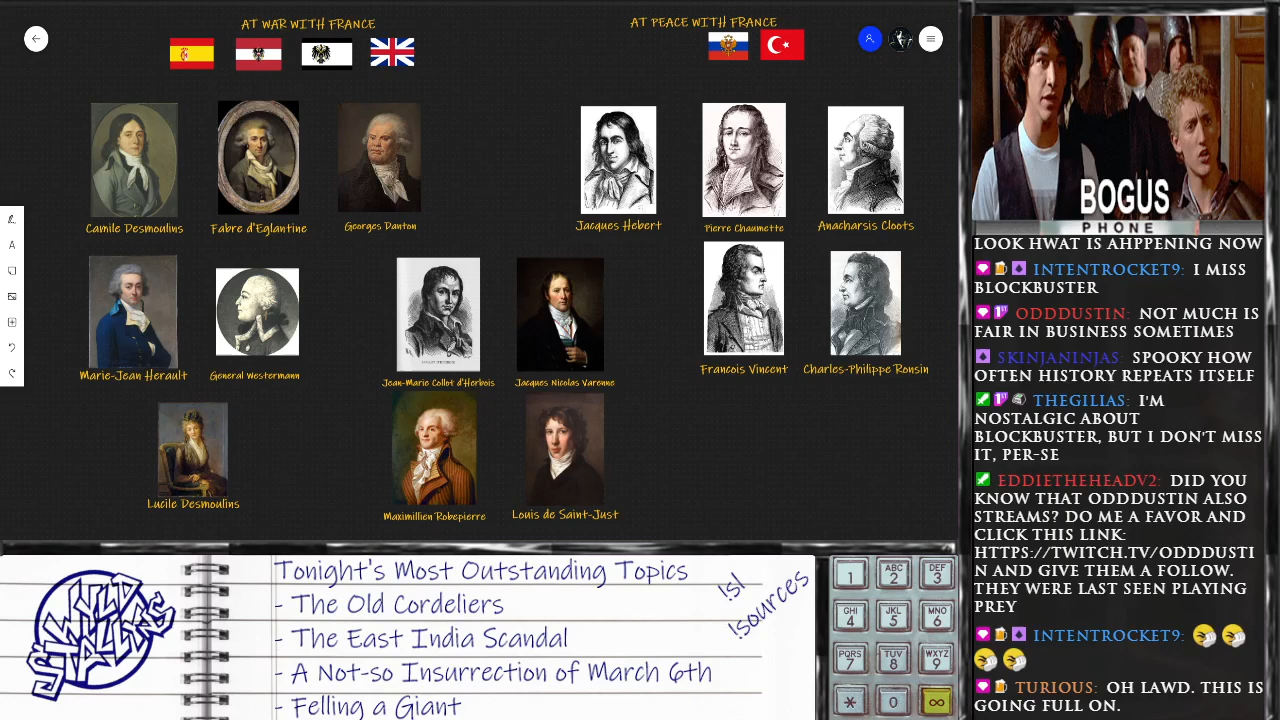 AT WAR WITH FRANCE
AT PEACE WITH FRANCE
Camile Desmoulins
Fabre d'Eglantine
Georges Danton
Jacques Hebert
Pierre Chaumette
Anacharsis Cloots
Marie-Jean Herault
General Westermann
Jean-Marie Collot d'Herbois
Jacques Nicolas Varenne
Francois Vincent
Charles-Philippe Ronsin
Lucile Desmoulins
Maximillien Robepierre
Louis de Saint-Just
Tonight's Most Outstanding Topics
- The Old Cordeliers
- The East India Scandal
- A Not-so Insurrection of March 6th
- Felling a Giant
!sl
!sources
WYLD STALLYNS
1
ABC 2
DEF 3
GHI 4
JKL 5
MNO 6
PQRS 7
TUV 8
WXYZ 9
* 0 ∞
BOGUS
PHONE
LOOK HWAT IS AHPPENING NOW
INTENTROCKET9: I MISS
BLOCKBUSTER
ODDDUSTIN: NOT MUCH IS
FAIR IN BUSINESS SOMETIMES
SKINJANINJAS: SPOOKY HOW
OFTEN HISTORY REPEATS ITSELF
THEGILIAS: I'M
NOSTALGIC ABOUT
BLOCKBUSTER, BUT I DON'T MISS
IT, PER-SE
EDDIETHEHEADV2: DID YOU
KNOW THAT ODDDUSTIN ALSO
STREAMS? DO ME A FAVOR AND
CLICK THIS LINK:
HTTPS://TWITCH.TV/ODDDUSTI
N AND GIVE THEM A FOLLOW.
THEY WERE LAST SEEN PLAYING
PREY
INTENTROCKET9:
TURIOUS: OH LAWD. THIS IS
GOING FULL ON.